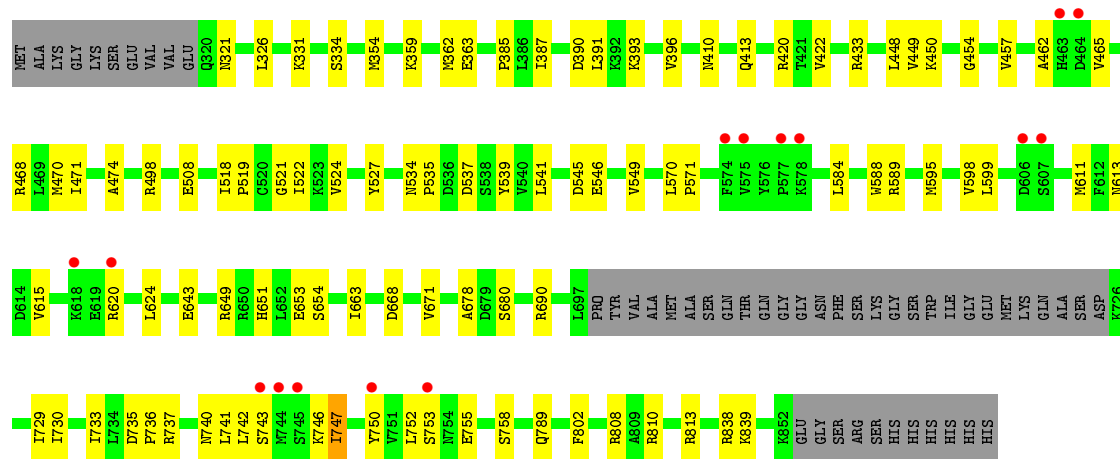 MET ALA LYS GLY LYS SER GLU VAL VAL GLU Q320 N321 L326 K331 S334 M354 K359 M362 E363 P385 L386 I387 D390 L391 K392 K393 V396 N410 Q413 R420 T421 V422 R433 L448 V449 K450 G454 V457 A462 H463 D464 V465
R468 L469 M470 I471 A474 R498 E508 I518 P519 C520 G521 I522 K523 V524 Y527 N534 P535 D536 D537 S538 Y539 V540 L541 D545 E546 V549 L570 P571 F574 V575 Y576 P577 K578 L584 W588 R589 M595 V598 L599 D606 S607 M611 F612 N613
D614 V615 K618 E619 R620 L624 E643 R649 R650 H651 L652 E653 S654 I663 D668 V671 A678 D679 S680 R690 L697 PRO TYR VAL ALA MET ALA SER SER GLN THR GLN GLY GLY ASN PHE SER LYS GLY SER TRP ILE GLY GLU MET LYS GLN ALA SER ASP K726
I729 I730 I733 L734 D735 P736 R737 N740 L741 L742 S743 M744 S745 K746 I747 Y750 V751 L752 S753 N754 E755 S758 Q789 F802 R808 A809 R810 R813 R838 K839 K852 GLU GLY SER ARG SER HIS HIS HIS HIS HIS HIS